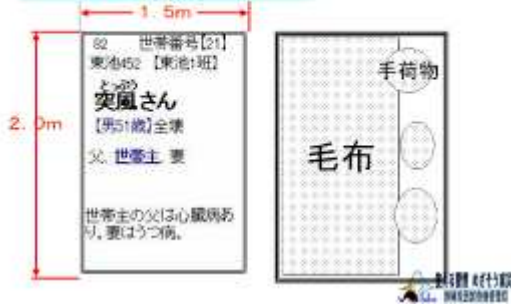 1.5m
2.0m
92 世帯番号【21】
東池452 【東池1班】
とっぷう
突風さん
【男51歳】全壊
父 世帯主 妻
世帯主の父は心臓病あ
り。妻はうつ病。
手荷物
毛布